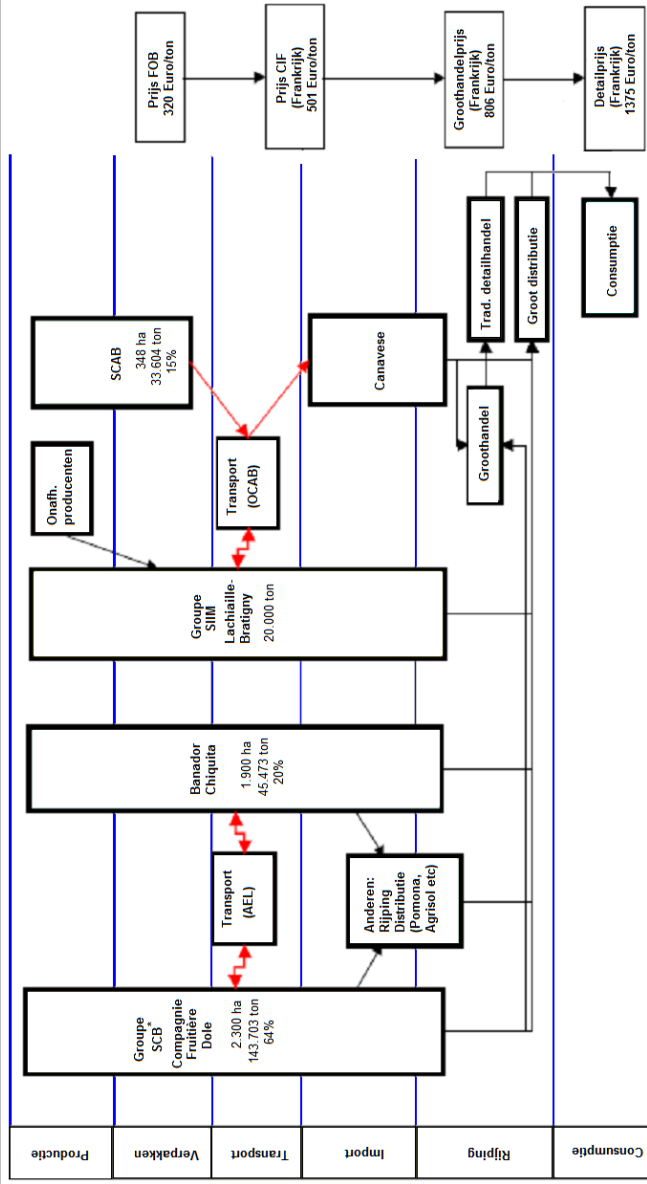 Productie
Verpakken
Transport
Import
Rijping
Consumptie
Groupe
SCB*
Compagnie
Fruitière
Dole
2.300 ha
143.703 ton
64%
Transport
(AEL)
Anderen:
Rijping
Distributie
(Pomona,
Agrisol etc)
Banador
Chiquita
1.900 ha
45.473 ton
20%
Groupe
SIIM
Lachiaille-
Bratigny
20.000 ton
Onafh.
producenten
Transport
(OCAB)
SCAB
348 ha
33.604 ton
15%
Canavese
Groothandel
Trad. detailhandel
Groot distributie
Consumptie
Prijs FOB
320 Euro/ton
Prijs CIF
(Frankrijk)
501 Euro/ton
Groothandelprijs
(Frankrijk)
806 Euro/ton
Detailprijs
(Frankrijk)
1375 Euro/ton